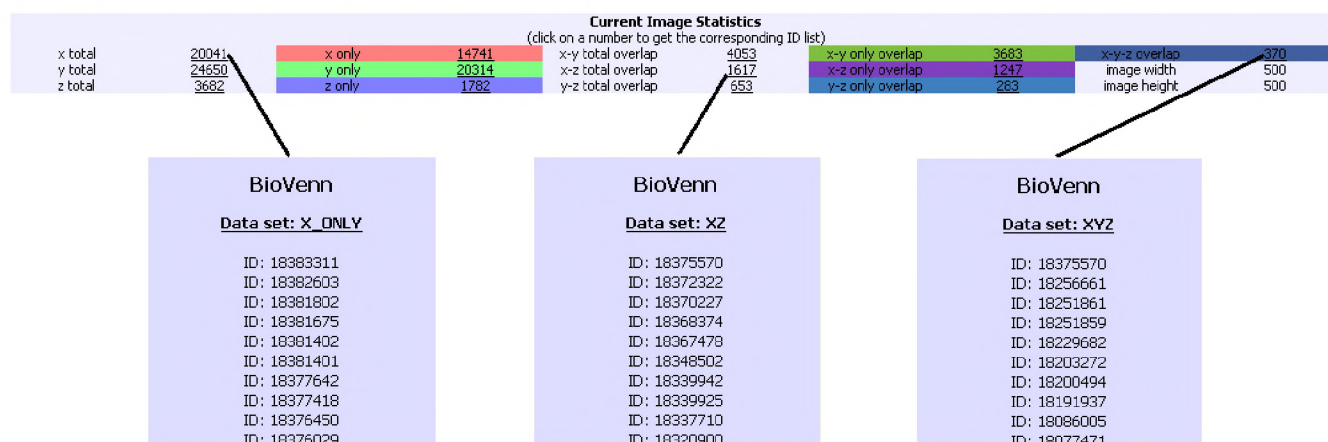 Current Image Statistics
(click on a number to get the corresponding ID list)
x total 20041 x only 14741 x-y total overlap 4053 x-y only overlap 3683 x-y-z overlap 370
y total 24650 y only 20314 x-z total overlap 1617 x-z only overlap 1247 image width 500
z total 3682 z only 1782 y-z total overlap 653 y-z only overlap 283 image height 500
BioVenn
Data set: X_ONLY
ID: 18383311
ID: 18382603
ID: 18381802
ID: 18381675
ID: 18381402
ID: 18381401
ID: 18377642
ID: 18377418
ID: 18376450
ID: 18376029
BioVenn
Data set: XZ
ID: 18375570
ID: 18372322
ID: 18370227
ID: 18368374
ID: 18367478
ID: 18348502
ID: 18339942
ID: 18339925
ID: 18337710
ID: 18320900
BioVenn
Data set: XYZ
ID: 18375570
ID: 18256661
ID: 18251861
ID: 18251859
ID: 18229682
ID: 18203272
ID: 18200494
ID: 18191937
ID: 18086005
ID: 18077471